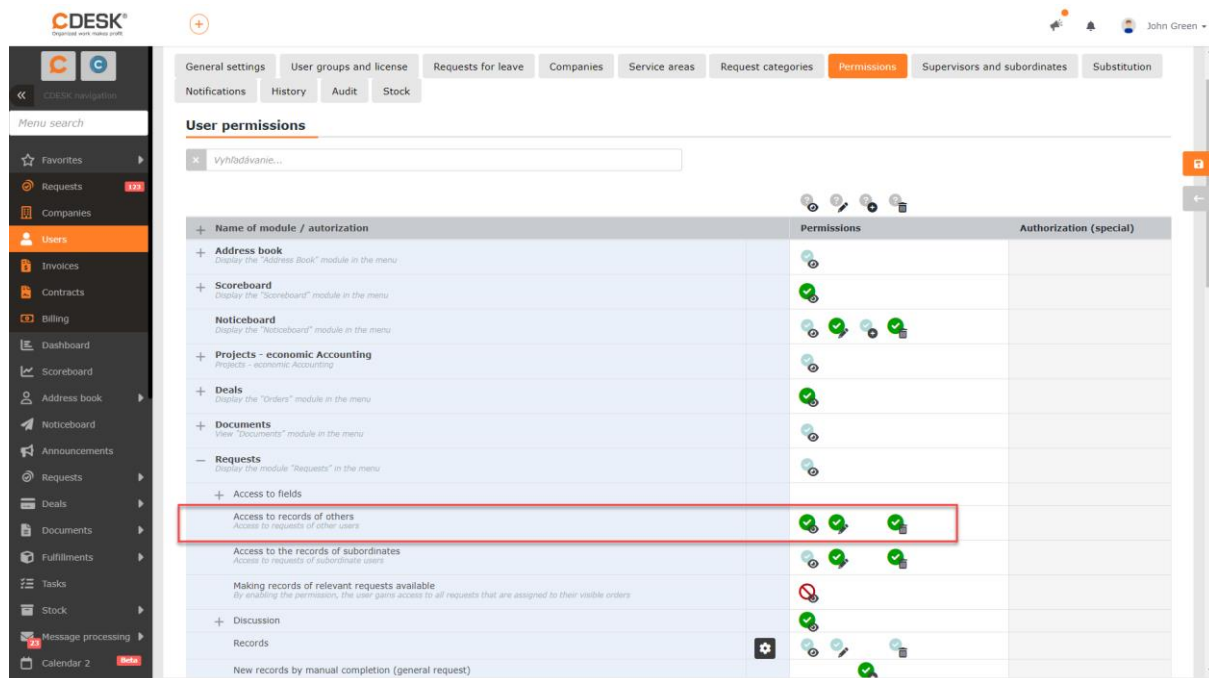 CDESK®
Organized work makes profit.
John Green
CDESK navigation
Menu search
Favorites
Requests 123
Companies
Users
Invoices
Contracts
Billing
Dashboard
Scoreboard
Address book
Noticeboard
Announcements
Requests
Deals
Documents
Fulfillments
Tasks
Stock
Message processing
23
Calendar 2 Beta
General settings User groups and license Requests for leave Companies Service areas Request categories Permissions Supervisors and subordinates Substitution
Notifications History Audit Stock
User permissions
Vyhľadávanie...
Name of module / autorization Permissions Authorization (special)
Address book
Display the "Address Book" module in the menu
Scoreboard
Display the "Scoreboard" module in the menu
Noticeboard
Display the "Noticeboard" module in the menu
Projects - economic Accounting
Projects - economic Accounting
Deals
Display the "Orders" module in the menu
Documents
View "Documents" module in the menu
Requests
Display the module "Requests" in the menu
Access to fields
Access to records of others
Access to requests of other users
Access to the records of subordinates
Access to requests of subordinate users
Making records of relevant requests available
By enabling the permission, the user gains access to all requests that are assigned to their visible orders
Discussion
Records
New records by manual completion (general request)